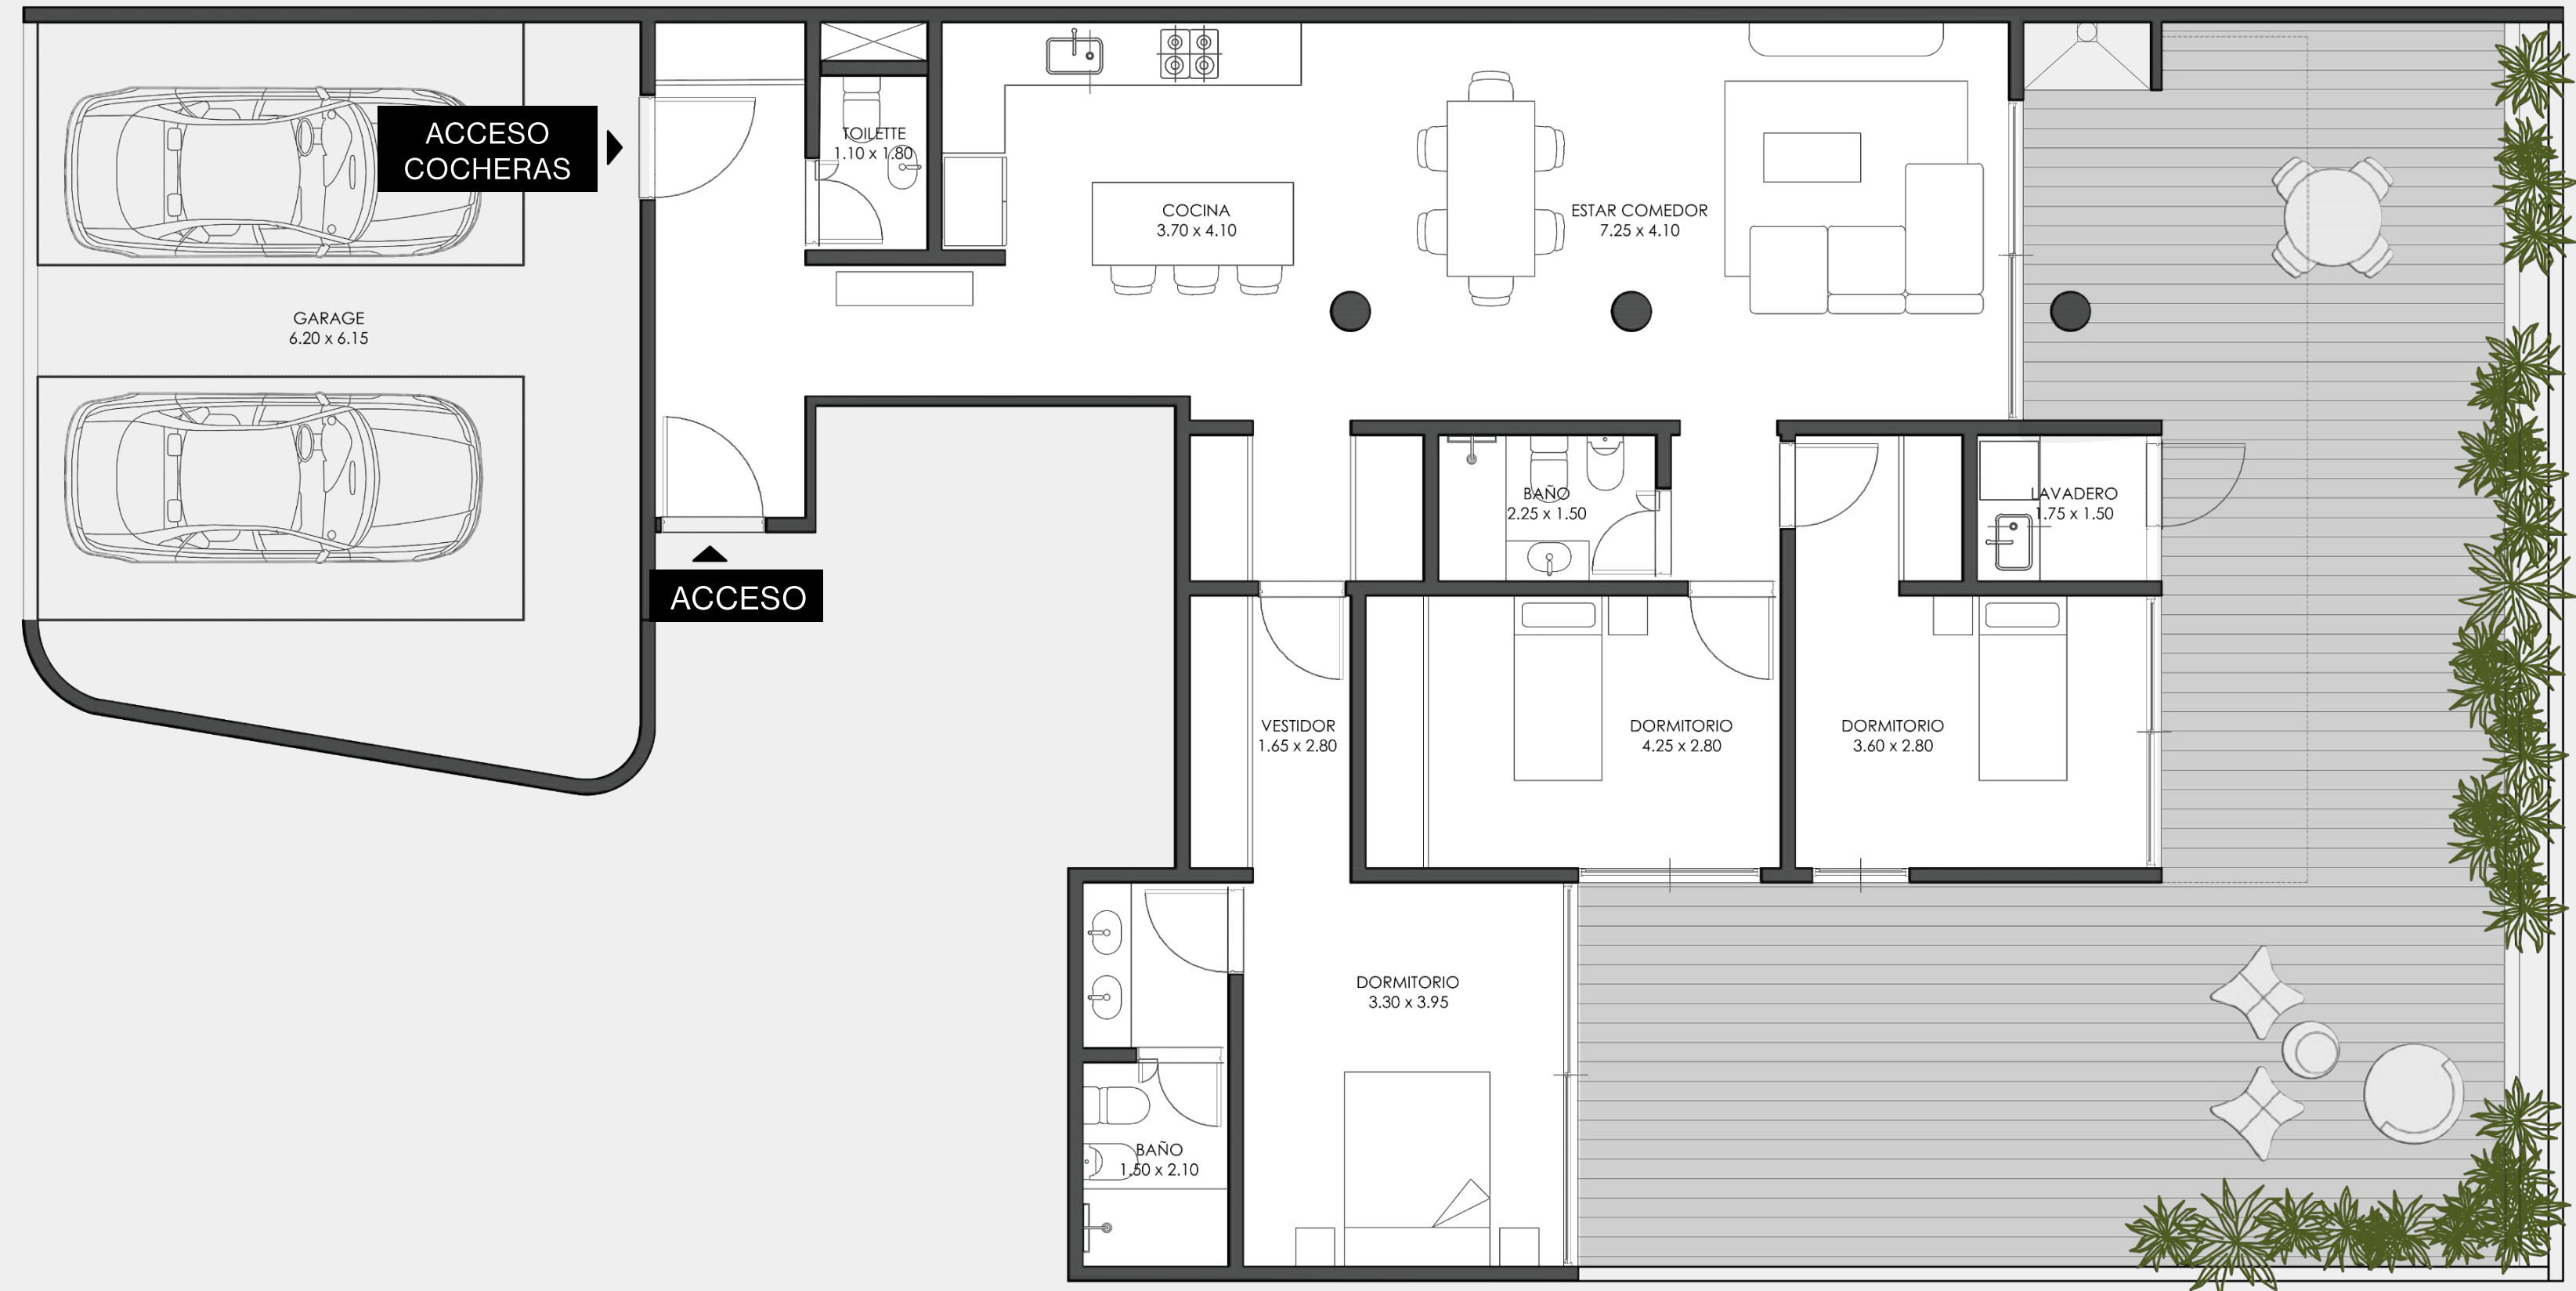 ACCESO
COCHERAS
TOILETTE
1.10 x 1.80
COCINA
3.70 x 4.10
ESTAR COMEDOR
7.25 x 4.10
GARAGE
6.20 x 6.15
ACCESO
BAÑO
2.25 x 1.50
LAVADERO
1.75 x 1.50
VESTIDOR
1.65 x 2.80
DORMITORIO
4.25 x 2.80
DORMITORIO
3.60 x 2.80
DORMITORIO
3.30 x 3.95
BAÑO
1.50 x 2.10